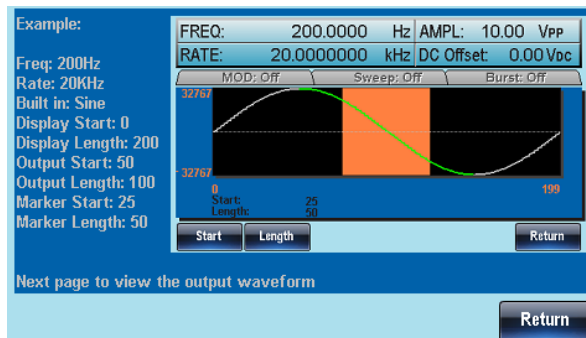 Example:
Freq: 200Hz
Rate: 20KHz
Built in: Sine
Display Start: 0
Display Length: 200
Output Start: 50
Output Length: 100
Marker Start: 25
Marker Length: 50
FREQ: 200.0000 Hz AMPL: 10.00 VPP
RATE: 20.0000000 kHz DC Offset: 0.00 VDC
MOD: Off Sweep: Off Burst: Off
32767
- 32767
0 199
Start: 25
Length: 50
Start Length Return
Next page to view the output waveform
Return